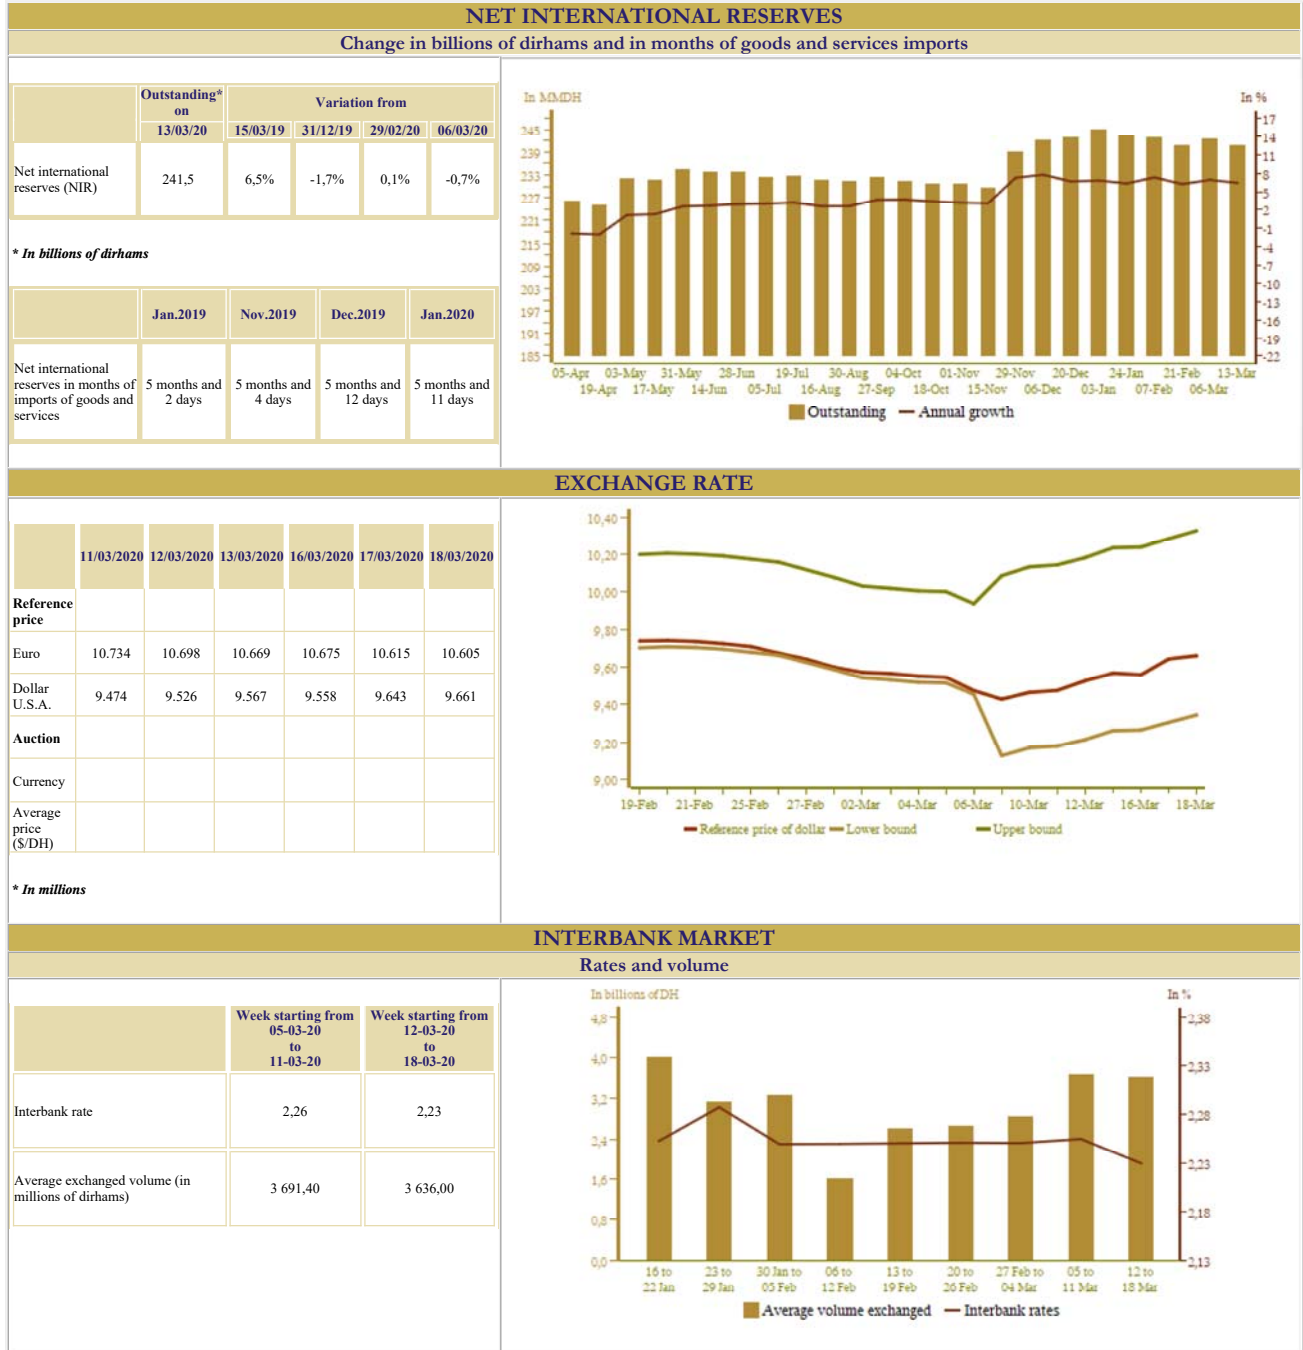 NET INTERNATIONAL RESERVES
Change in billions of dirhams and in months of goods and services imports
Outstanding*
on
Variation from
13/03/20 15/03/19 31/12/19 29/02/20 06/03/20
Net international
reserves (NIR)
241,5 6,5% -1,7% 0,1% -0,7%
* In billions of dirhams
Jan.2019 Nov.2019 Dec.2019 Jan.2020
Net international
reserves in months of
imports of goods and
services
5 months and
2 days
5 months and
4 days
5 months and
12 days
5 months and
11 days
In MMDH
In %
245
239
233
227
221
215
209
203
197
191
185
17
14
11
8
5
2
-1
-4
-7
-10
-13
-16
-19
-22
05-Apr 03-May 31-May 28-Jun 19-Jul 30-Aug 04-Oct 01-Nov 29-Nov 20-Dec 24-Jan 21-Feb 13-Mar
19-Apr 17-May 14-Jun 05-Jul 16-Aug 27-Sep 18-Oct 15-Nov 06-Dec 03-Jan 07-Feb 06-Mar
Outstanding Annual growth
EXCHANGE RATE
11/03/2020 12/03/2020 13/03/2020 16/03/2020 17/03/2020 18/03/2020
Reference
price
Euro 10.734 10.698 10.669 10.675 10.615 10.605
Dollar
U.S.A.
9.474 9.526 9.567 9.558 9.643 9.661
Auction
Currency
Average
price
($/DH)
* In millions
10,40
10,20
10,00
9,80
9,60
9,40
9,20
9,00
19-Feb 21-Feb 25-Feb 27-Feb 02-Mar 04-Mar 06-Mar 10-Mar 12-Mar 16-Mar 18-Mar
Reference price of dollar Lower bound Upper bound
INTERBANK MARKET
Rates and volume
Week starting from
05-03-20
to
11-03-20
Week starting from
12-03-20
to
18-03-20
Interbank rate 2,26 2,23
Average exchanged volume (in
millions of dirhams)
3 691,40 3 636,00
In billions of DH
In %
4,8
4,0
3,2
2,4
1,6
0,8
0,0
2,38
2,33
2,28
2,23
2,18
2,13
16 to
22 Jan
23 to
29 Jan
30 Jan to
05 Feb
06 to
12 Feb
13 to
19 Feb
20 to
26 Feb
27 Feb to
04 Mar
05 to
11 Mar
12 to
18 Mar
Average volume exchanged Interbank rates